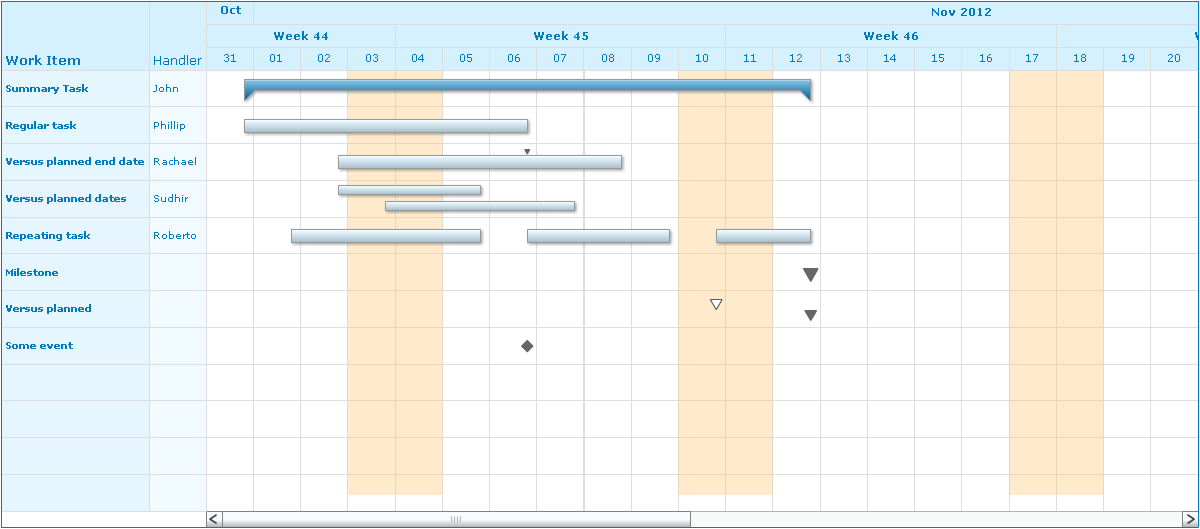 Oct Nov 2012
Week 44 Week 45 Week 46
Work Item Handler 31 01 02 03 04 05 06 07 08 09 10 11 12 13 14 15 16 17 18 19 20
Summary Task John
Regular task Phillip
Versus planned end date Rachael
Versus planned dates Sudhir
Repeating task Roberto
Milestone
Versus planned
Some event